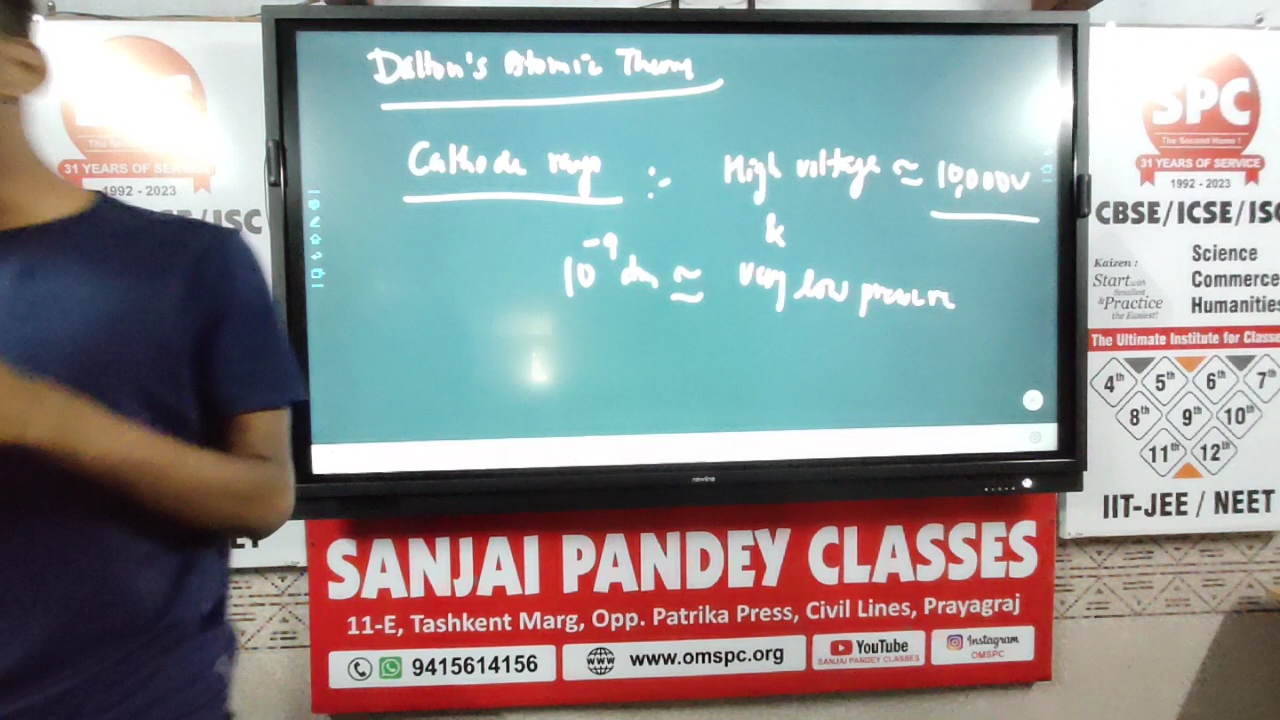 Dalton's Atomic Theory
Cathode rays :- High voltage ≃ 10,000V
&
10⁻⁹ dm ≃ very low pressure
31 YEARS OF SERVICE
1992 - 2023
/ISC
SPC
The Second Home !
31 YEARS OF SERVICE
1992 - 2023
CBSE/ICSE/ISC
Kaizen :
Start with
Smallest
& Practice
the Easiest!
Science
Commerce
Humanities
The Ultimate Institute for Classe
4th 5th 6th 7th
8th 9th 10th
11th 12th
IIT-JEE / NEET
newline
SANJAI PANDEY CLASSES
11-E, Tashkent Marg, Opp. Patrika Press, Civil Lines, Prayagraj
9415614156 www.omspc.org YouTube Instagram
SANJAI PANDEY CLASSES OMSPC